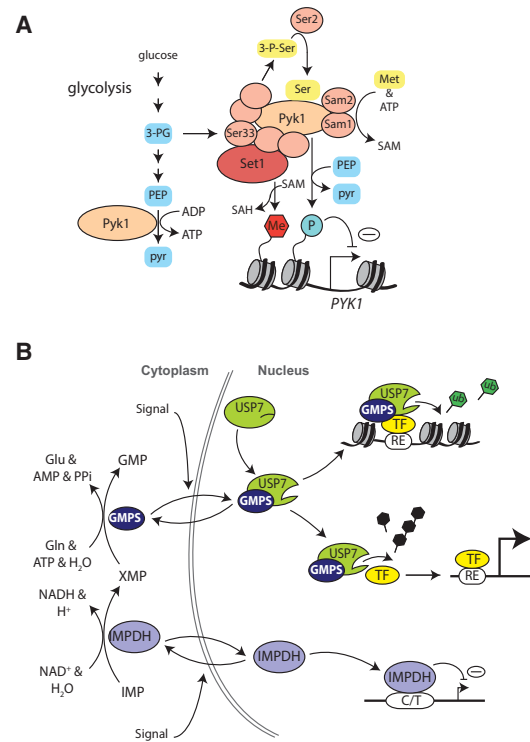 A
glucose
glycolysis
3-PG
PEP
Pyk1
ADP
ATP
pyr
Ser2
3-P-Ser
Ser
Pyk1
Sam2
Sam1
Met
&
ATP
SAM
Ser33
Set1
SAM
SAH
PEP
pyr
Me
P
PYK1
B
Cytoplasm
Nucleus
Signal
USP7
USP7
GMPS
TF
RE
ub
ub
Glu &
AMP & PPi
GMP
GMPS
USP7
GMPS
Gln &
ATP & H2O
XMP
USP7
GMPS
TF
TF
RE
NADH &
H+
IMPDH
IMPDH
IMPDH
C/T
NAD+ &
H2O
IMP
Signal